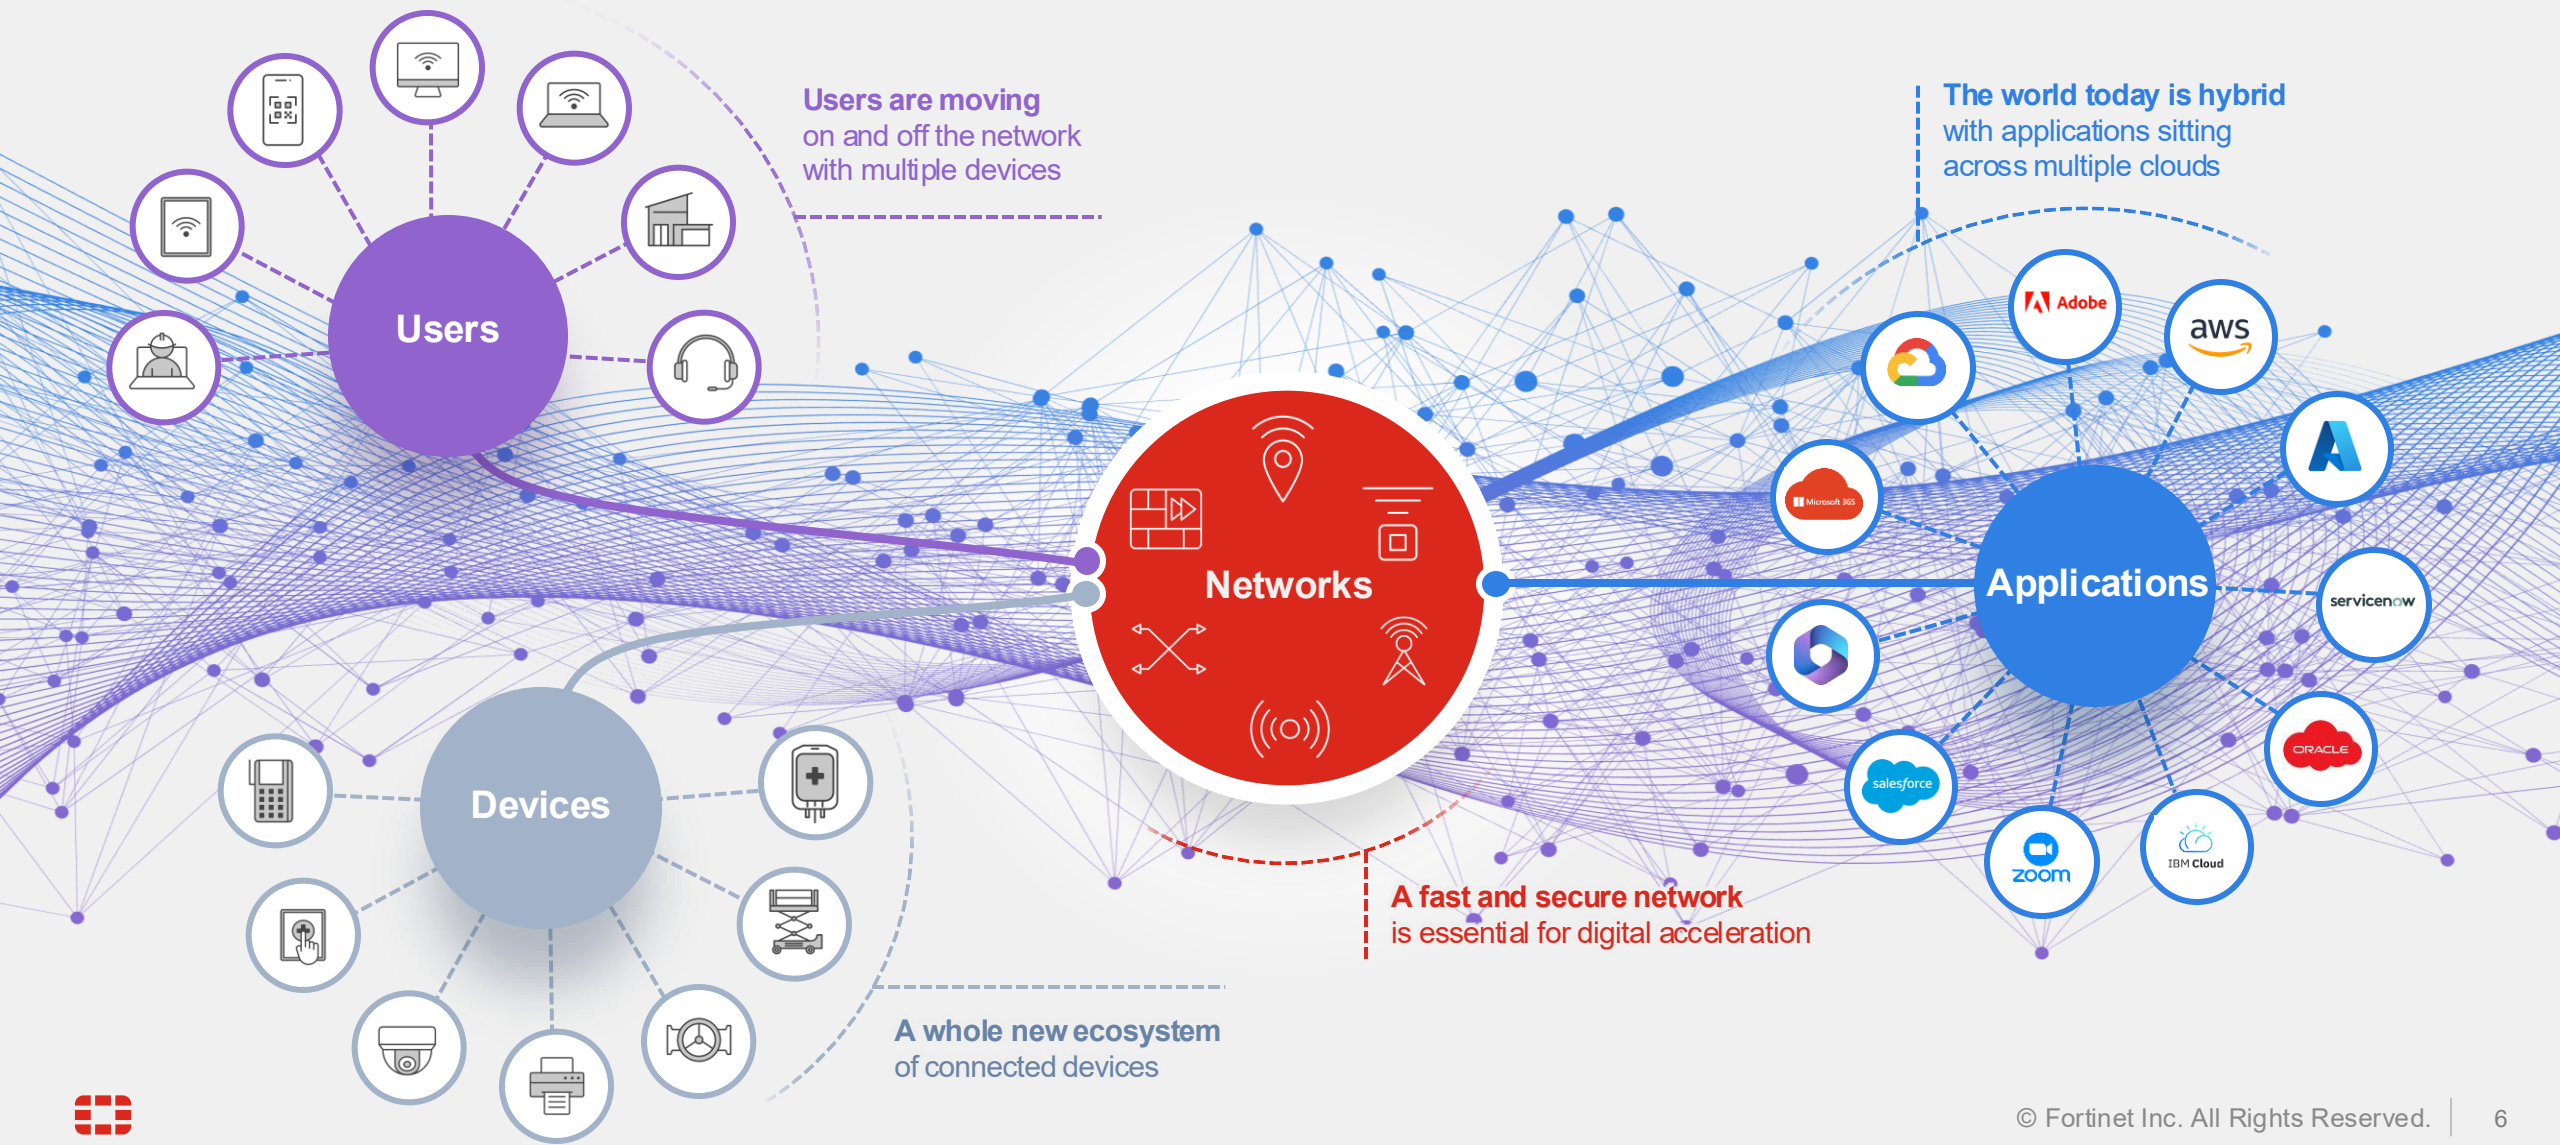 Users are moving
on and off the network
with multiple devices
The world today is hybrid
with applications sitting
across multiple clouds
Users
Adobe
aws
Microsoft 365
Networks
Applications
servicenow
ORACLE
salesforce
zoom
IBM Cloud
Devices
A fast and secure network
is essential for digital acceleration
A whole new ecosystem
of connected devices
© Fortinet Inc. All Rights Reserved.
6